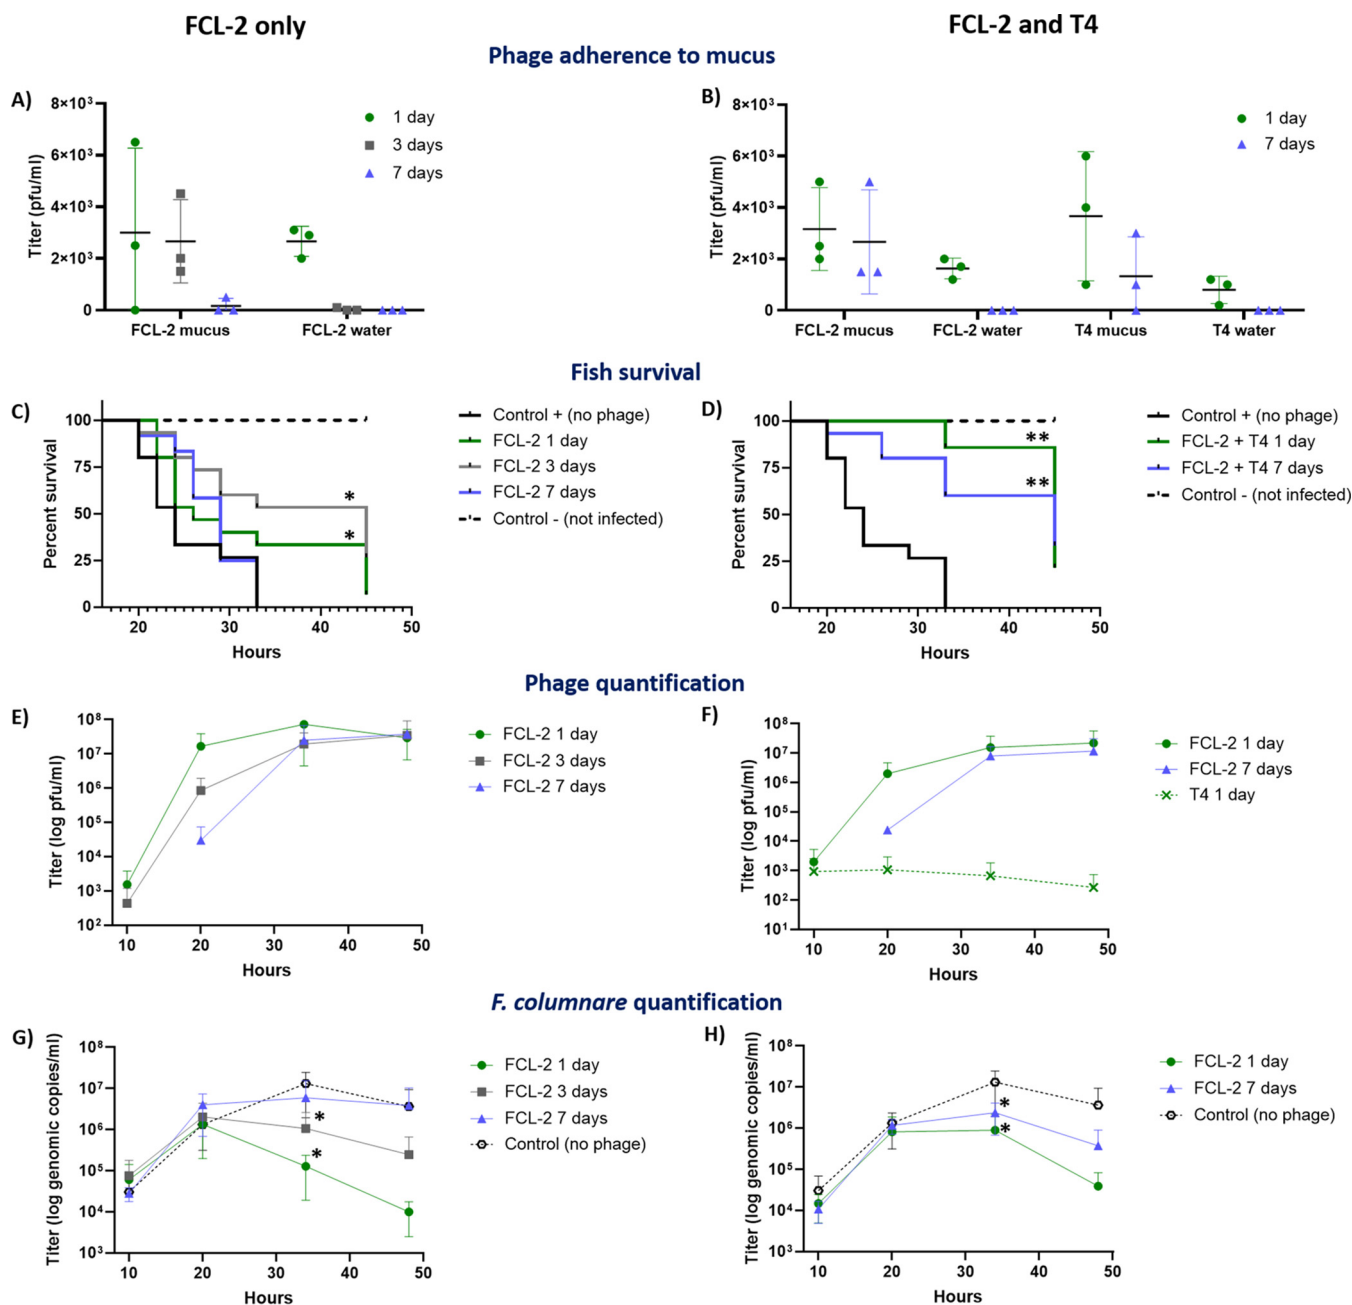 FCL-2 only
FCL-2 and T4
Phage adherence to mucus
A)
Titer (pfu/ml)
8×10³
6×10³
4×10³
2×10³
0
FCL-2 mucus
FCL-2 water
1 day
3 days
7 days
B)
Titer (pfu/ml)
8×10³
6×10³
4×10³
2×10³
0
FCL-2 mucus
FCL-2 water
T4 mucus
T4 water
1 day
7 days
Fish survival
C)
Percent survival
100
75
50
25
0
20
30
40
50
Hours
*
*
Control + (no phage)
FCL-2 1 day
FCL-2 3 days
FCL-2 7 days
Control - (not infected)
D)
Percent survival
100
75
50
25
0
20
30
40
50
Hours
**
**
Control + (no phage)
FCL-2 + T4 1 day
FCL-2 + T4 7 days
Control - (not infected)
Phage quantification
E)
Titer (log pfu/ml)
10⁸
10⁷
10⁶
10⁵
10⁴
10³
10²
10
20
30
40
50
Hours
FCL-2 1 day
FCL-2 3 days
FCL-2 7 days
F)
Titer (log pfu/ml)
10⁸
10⁷
10⁶
10⁵
10⁴
10³
10²
10¹
10
20
30
40
50
Hours
FCL-2 1 day
FCL-2 7 days
T4 1 day
F. columnare quantification
G)
Titer (log genomic copies/ml)
10⁸
10⁷
10⁶
10⁵
10⁴
10³
10
20
30
40
50
Hours
*
*
FCL-2 1 day
FCL-2 3 days
FCL-2 7 days
Control (no phage)
H)
Titer (log genomic copies/ml)
10⁸
10⁷
10⁶
10⁵
10⁴
10³
10
20
30
40
50
Hours
*
*
FCL-2 1 day
FCL-2 7 days
Control (no phage)